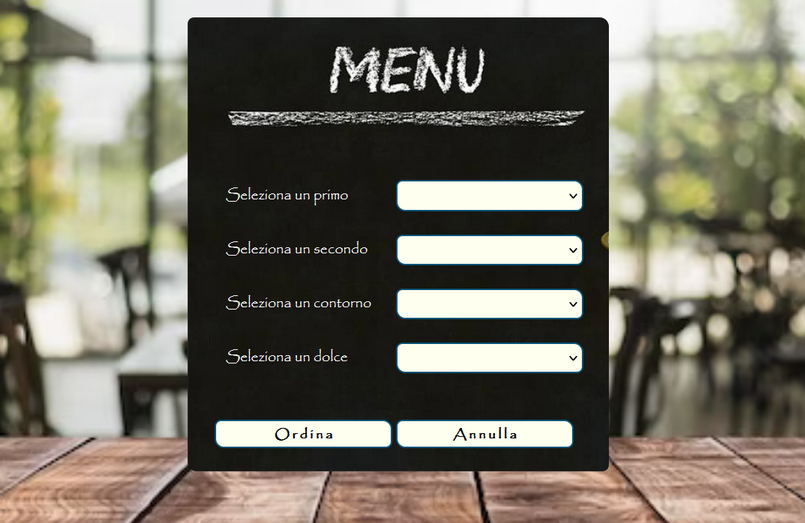 MENU
Seleziona un primo
Seleziona un secondo
Seleziona un contorno
Seleziona un dolce
Ordina
Annulla